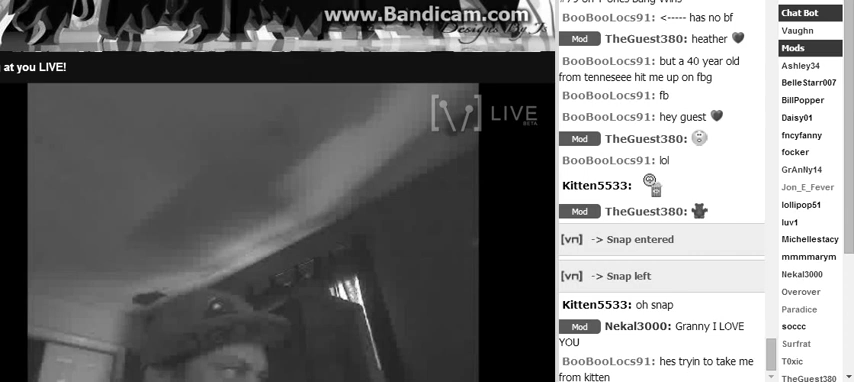 www.Bandicam.com
Designs By Js
at you LIVE!
[V] LIVE
BETA
BooBooLocs91: <----- has no bf
Mod TheGuest380: heather
BooBooLocs91: but a 40 year old
from tenneseee hit me up on fbg
BooBooLocs91: fb
BooBooLocs91: hey guest
Mod TheGuest380:
BooBooLocs91: lol
Kitten5533:
Mod TheGuest380:
[vn] -> Snap entered
[vn] -> Snap left
Kitten5533: oh snap
Mod Nekal3000: Granny I LOVE
YOU
BooBooLocs91: hes tryin to take me
from kitten
Chat Bot
Vaughn
Mods
Ashley34
BelleStarr007
BillPopper
Daisy01
fncyfanny
focker
GrAnNy14
Jon_E_Fever
lollipop51
luv1
Michellestacy
mmmmarym
Nekal3000
Overover
Paradice
soccc
Surfrat
T0xic
TheGuest380